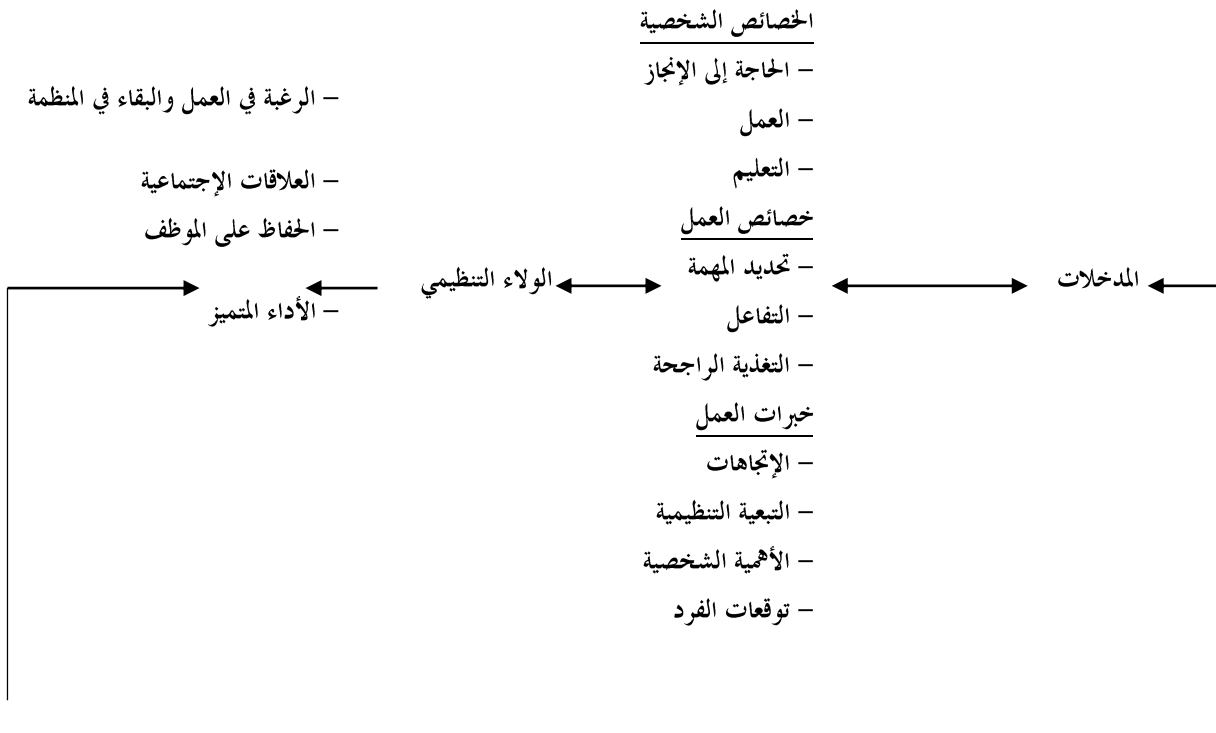 المدخلات
الخصائص الشخصية
– الحاجة إلى الإنجاز
– العمل
– التعليم
خصائص العمل
– تحديد المهمة
– التفاعل
– التغذية الراجحة
خبرات العمل
– الإتجاهات
– التبعية التنظيمية
– الأهمية الشخصية
– توقعات الفرد
الولاء التنظيمي
– الرغبة في العمل والبقاء في المنظمة
– العلاقات الإجتماعية
– الحفاظ على الموظف
– الأداء المتميز